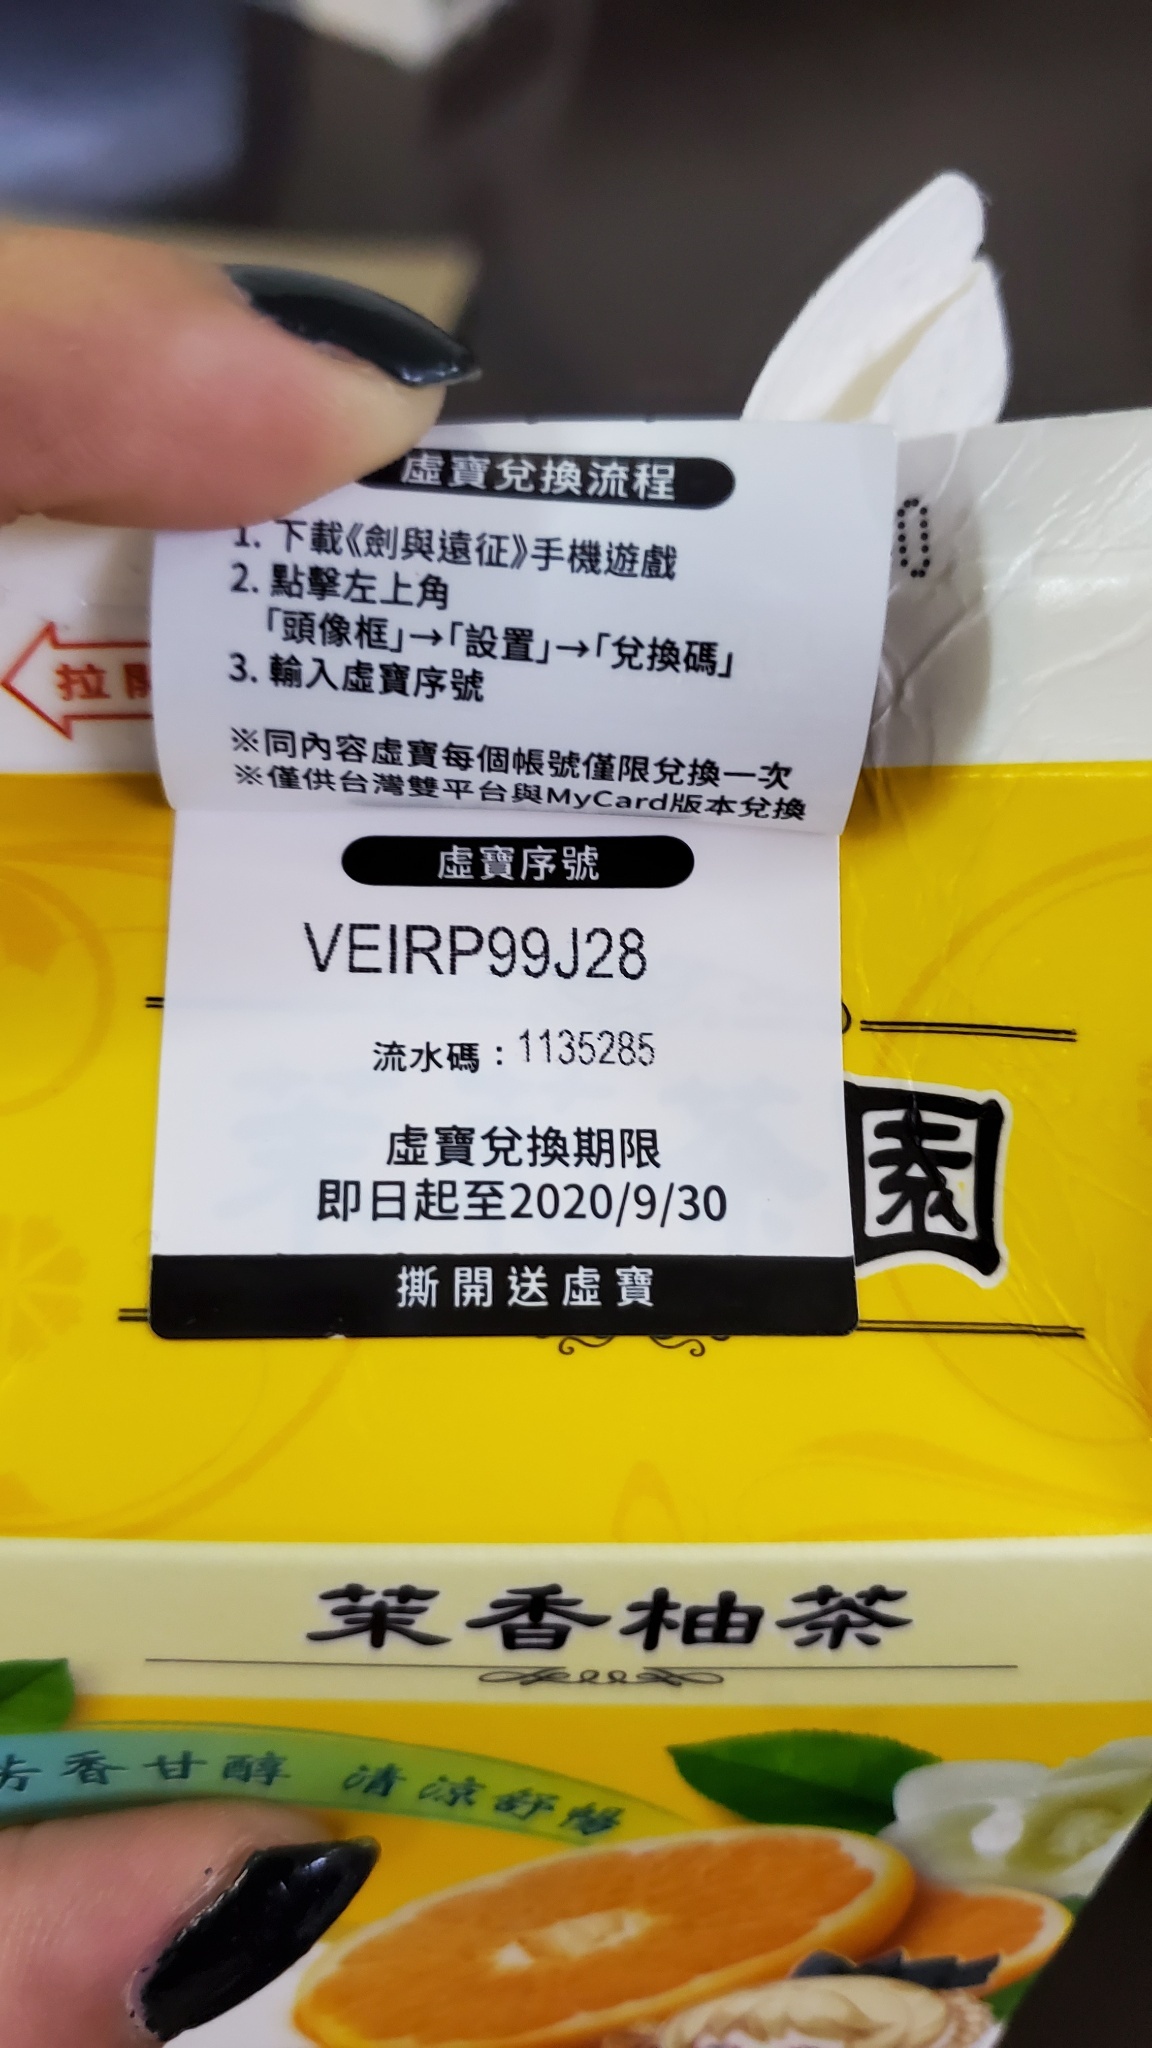 虛寶兌換流程
1. 下載《劍與遠征》手機遊戲
2. 點擊左上角
「頭像框」→「設置」→「兌換碼」
3. 輸入虛寶序號
※同內容虛寶每個帳號僅限兌換一次
※僅供台灣雙平台與MyCard版本兌換
拉開
虛寶序號
VEIRP99J28
流水碼：1135285
虛寶兌換期限
即日起至2020/9/30
撕開送虛寶
園
茉香柚茶
芳香甘醇 清涼舒暢